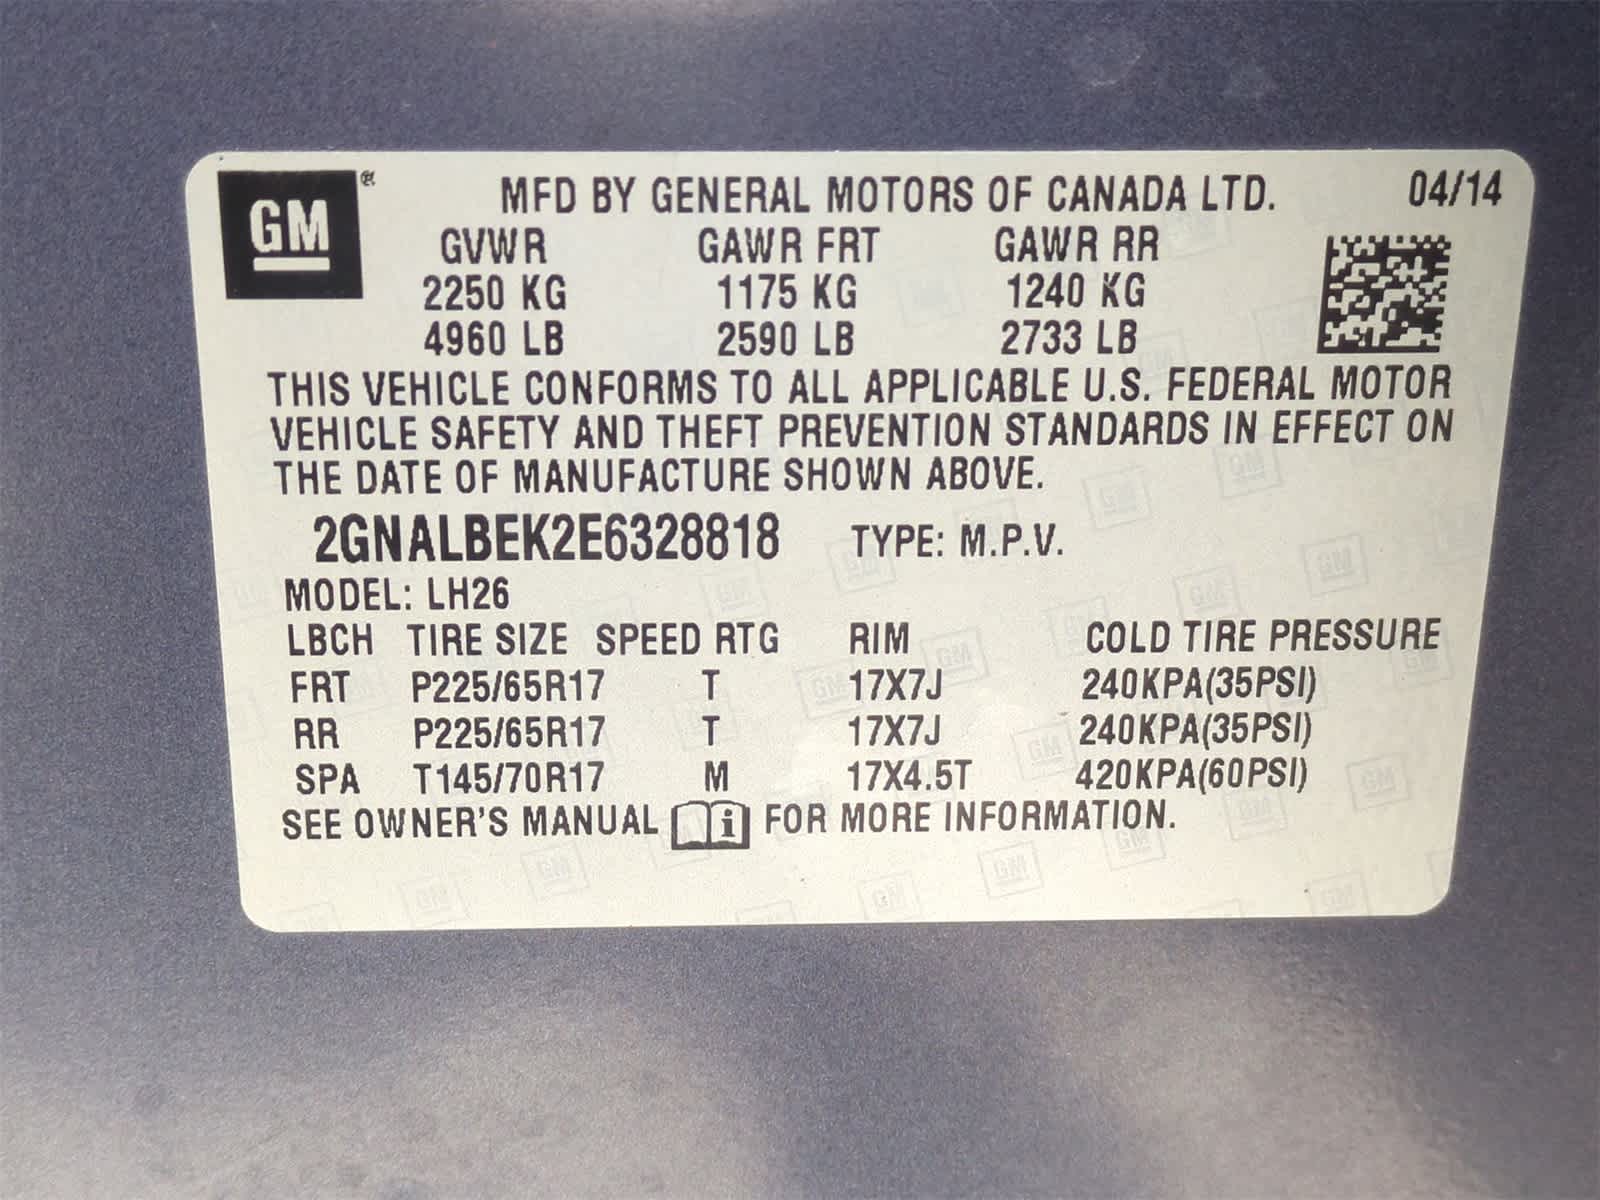 GM MFD BY GENERAL MOTORS OF CANADA LTD. 04/14
GVWR GAWR FRT GAWR RR
2250 KG 1175 KG 1240 KG
4960 LB 2590 LB 2733 LB
THIS VEHICLE CONFORMS TO ALL APPLICABLE U.S. FEDERAL MOTOR
VEHICLE SAFETY AND THEFT PREVENTION STANDARDS IN EFFECT ON
THE DATE OF MANUFACTURE SHOWN ABOVE.
2GNALBEK2E6328818 TYPE: M.P.V.
MODEL: LH26
LBCH TIRE SIZE SPEED RTG RIM COLD TIRE PRESSURE
FRT P225/65R17 T 17X7J 240KPA(35PSI)
RR P225/65R17 T 17X7J 240KPA(35PSI)
SPA T145/70R17 M 17X4.5T 420KPA(60PSI)
SEE OWNER'S MANUAL i FOR MORE INFORMATION.